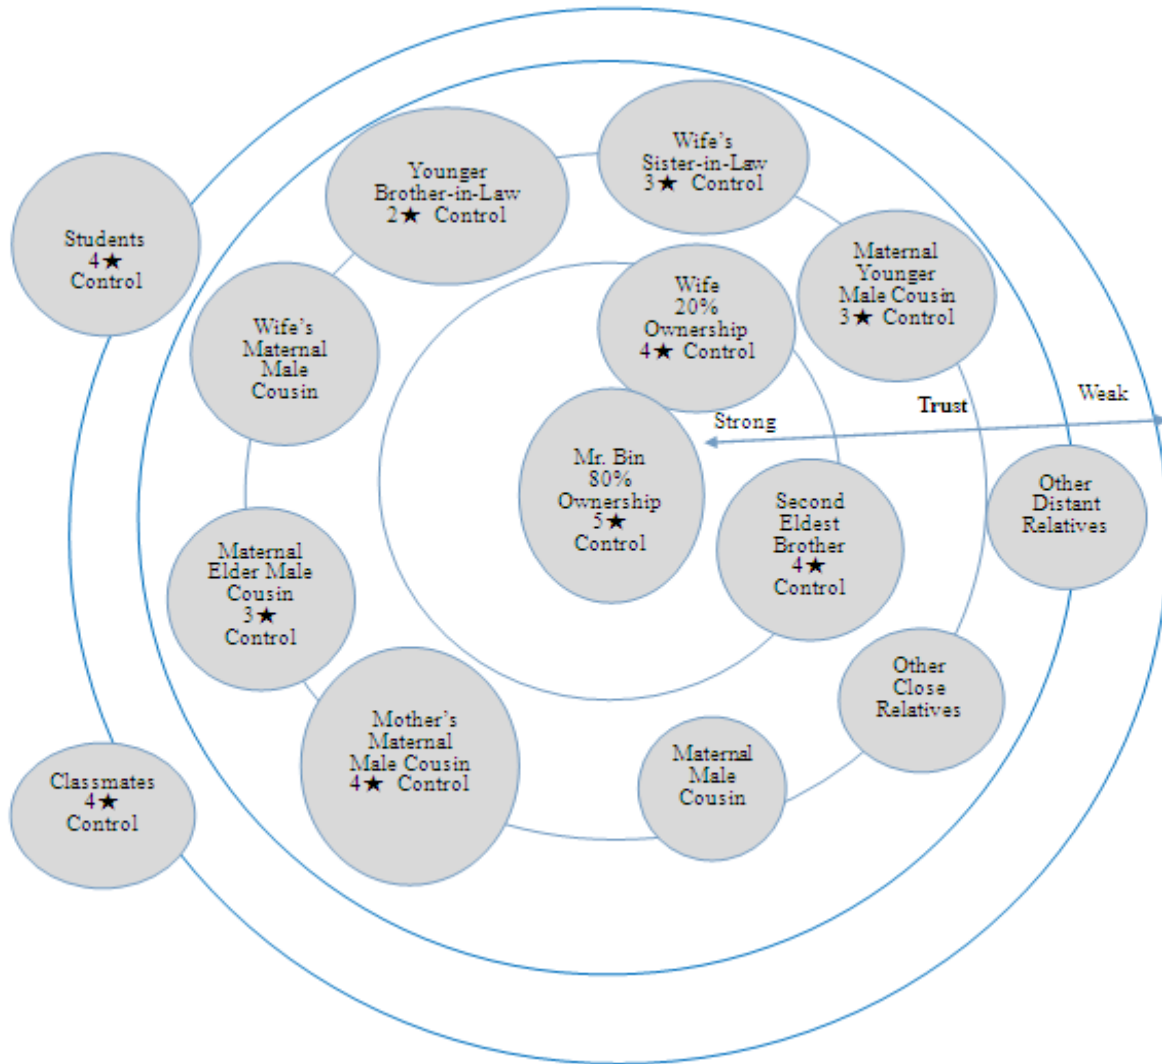 Wife's
Sister-in-Law
3★ Control
Younger
Brother-in-Law
2★ Control
Students
4★
Control
Maternal
Younger
Male Cousin
3★ Control
Wife
20%
Ownership
4★ Control
Wife's
Maternal
Male
Cousin
Weak
Trust
Strong
Mr. Bin
80%
Ownership
5★
Control
Other
Distant
Relatives
Second
Eldest
Brother
4★
Control
Maternal
Elder Male
Cousin
3★
Control
Other
Close
Relatives
Mother's
Maternal
Male Cousin
4★ Control
Maternal
Male
Cousin
Classmates
4★
Control